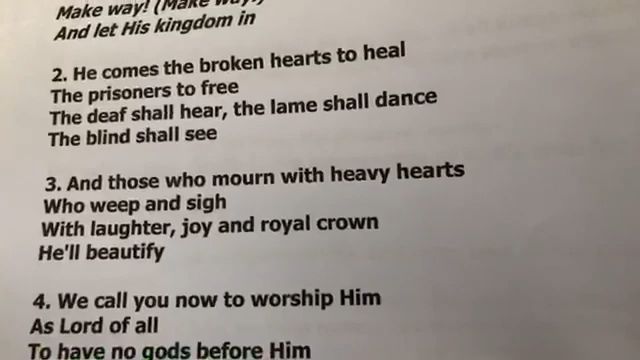 Make way! (Make way!)
And let His kingdom in
2. He comes the broken hearts to heal
The prisoners to free
The deaf shall hear, the lame shall dance
The blind shall see
3. And those who mourn with heavy hearts
Who weep and sigh
With laughter, joy and royal crown
He'll beautify
4. We call you now to worship Him
As Lord of all
To have no gods before Him